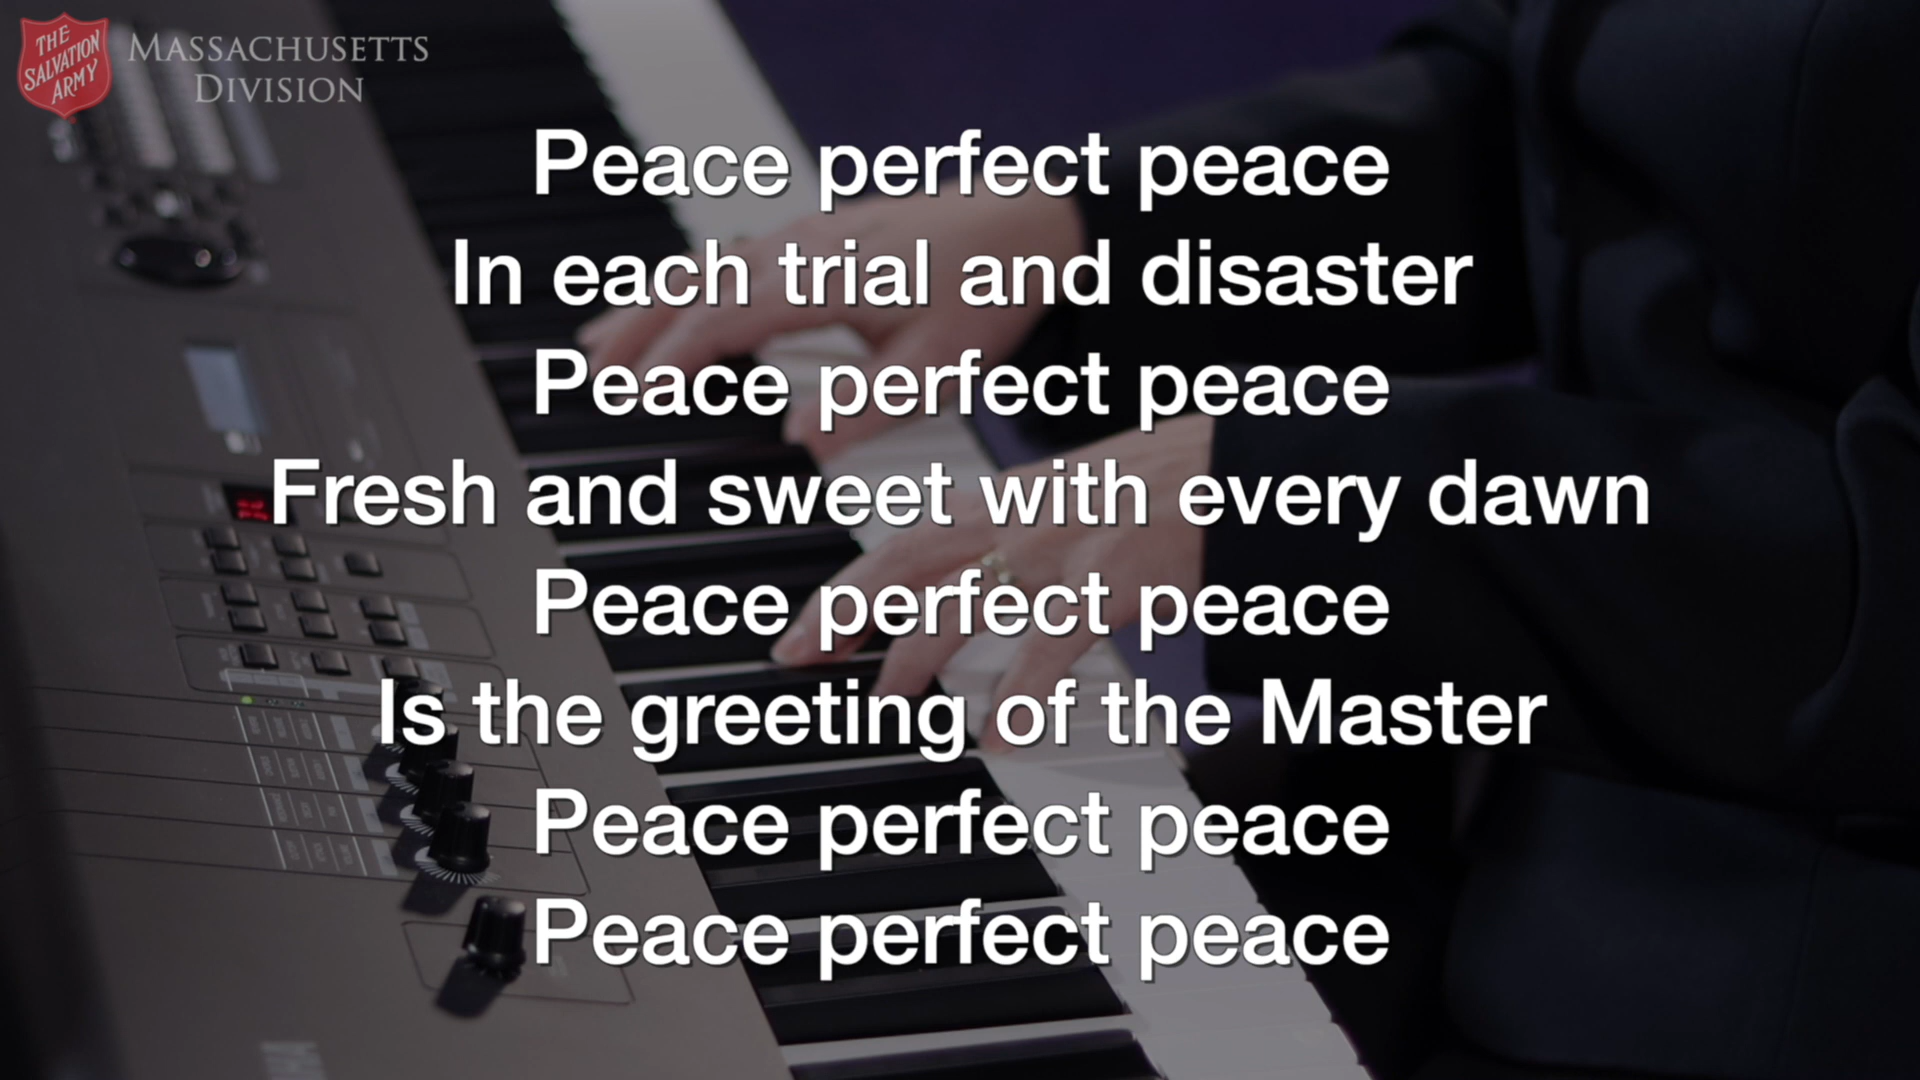 THE
SALVATION
ARMY
MASSACHUSETTS
DIVISION
Peace perfect peace
In each trial and disaster
Peace perfect peace
Fresh and sweet with every dawn
Peace perfect peace
Is the greeting of the Master
Peace perfect peace
Peace perfect peace